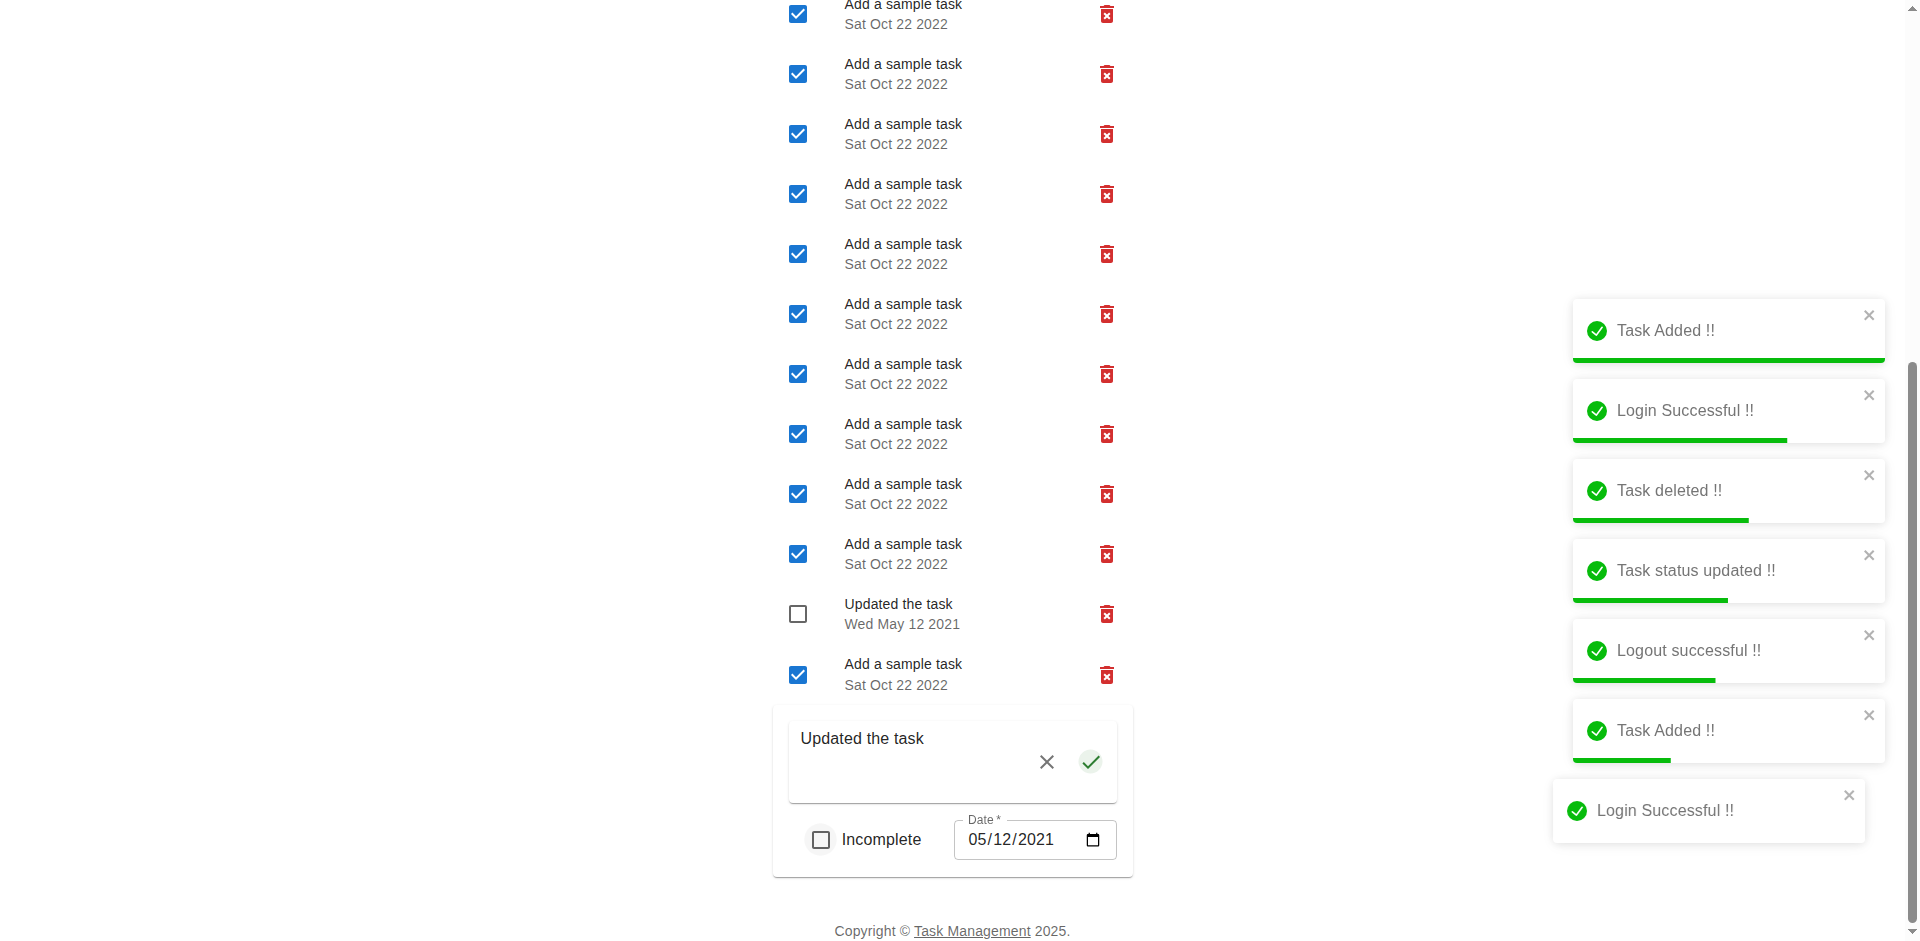 Add a sample task
Sat Oct 22 2022
Add a sample task
Sat Oct 22 2022
Add a sample task
Sat Oct 22 2022
Add a sample task
Sat Oct 22 2022
Add a sample task
Sat Oct 22 2022
Add a sample task
Sat Oct 22 2022
Add a sample task
Sat Oct 22 2022
Add a sample task
Sat Oct 22 2022
Add a sample task
Sat Oct 22 2022
Add a sample task
Sat Oct 22 2022
Updated the task
Wed May 12 2021
Add a sample task
Sat Oct 22 2022
Updated the task
Incomplete
Date *
05/12/2021
Copyright © Task Management 2025.
Task Added !!
Login Successful !!
Task deleted !!
Task status updated !!
Logout successful !!
Task Added !!
Login Successful !!